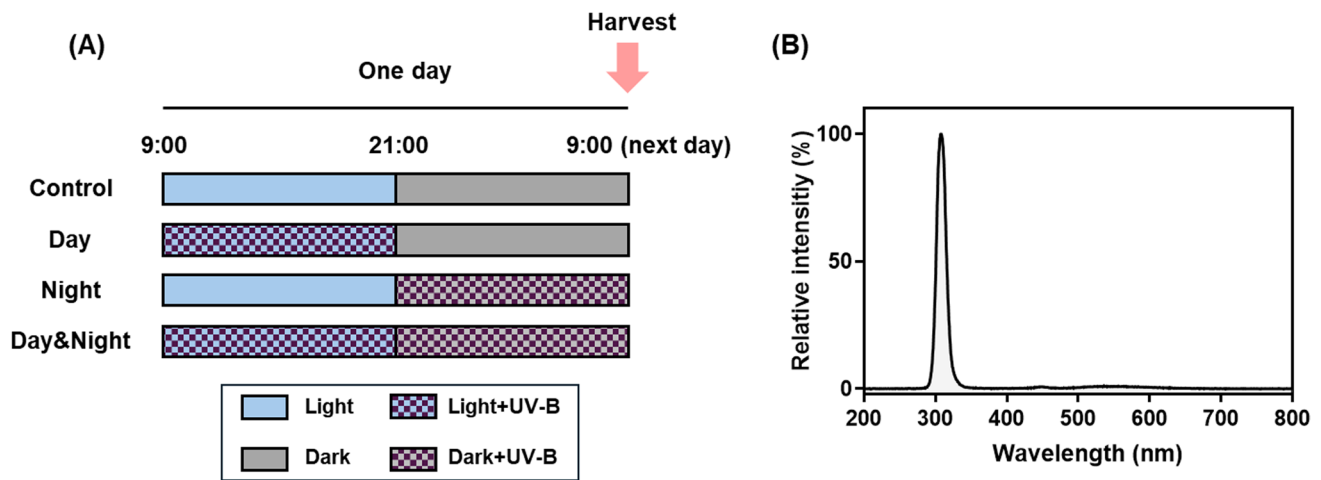 (A)
Harvest
One day
9:00
21:00
9:00 (next day)
Control
Day
Night
Day&Night
Light
Light+UV-B
Dark
Dark+UV-B
(B)
Relative intensitiy (%)
100
50
0
200
300
400
500
600
700
800
Wavelength (nm)